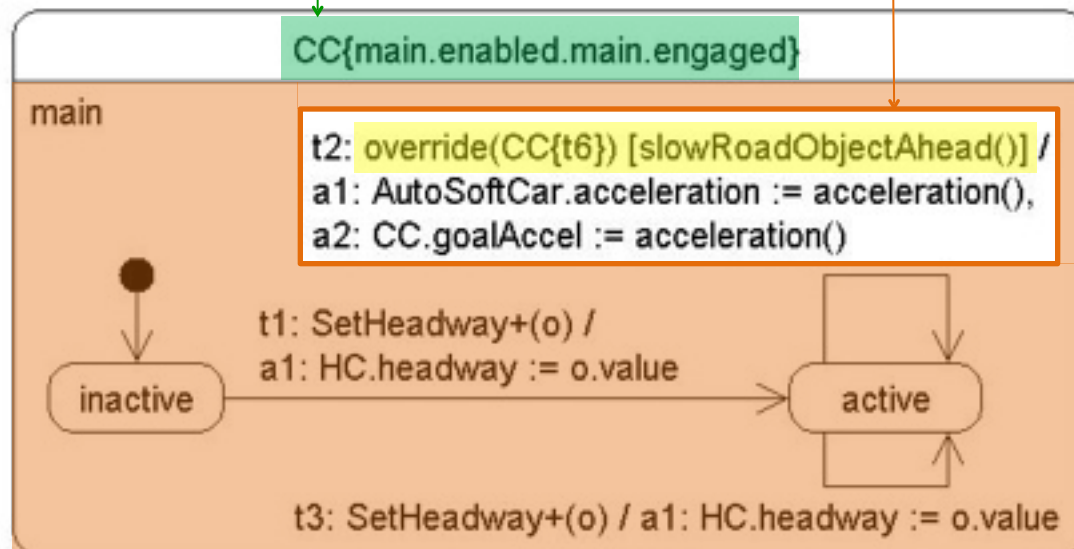 CC{main.enabled.main.engaged}
main
t2: override(CC{t6}) [slowRoadObjectAhead()] /
a1: AutoSoftCar.acceleration := acceleration(),
a2: CC.goalAccel := acceleration()
t1: SetHeadway+(o) /
a1: HC.headway := o.value
inactive
active
t3: SetHeadway+(o) / a1: HC.headway := o.value